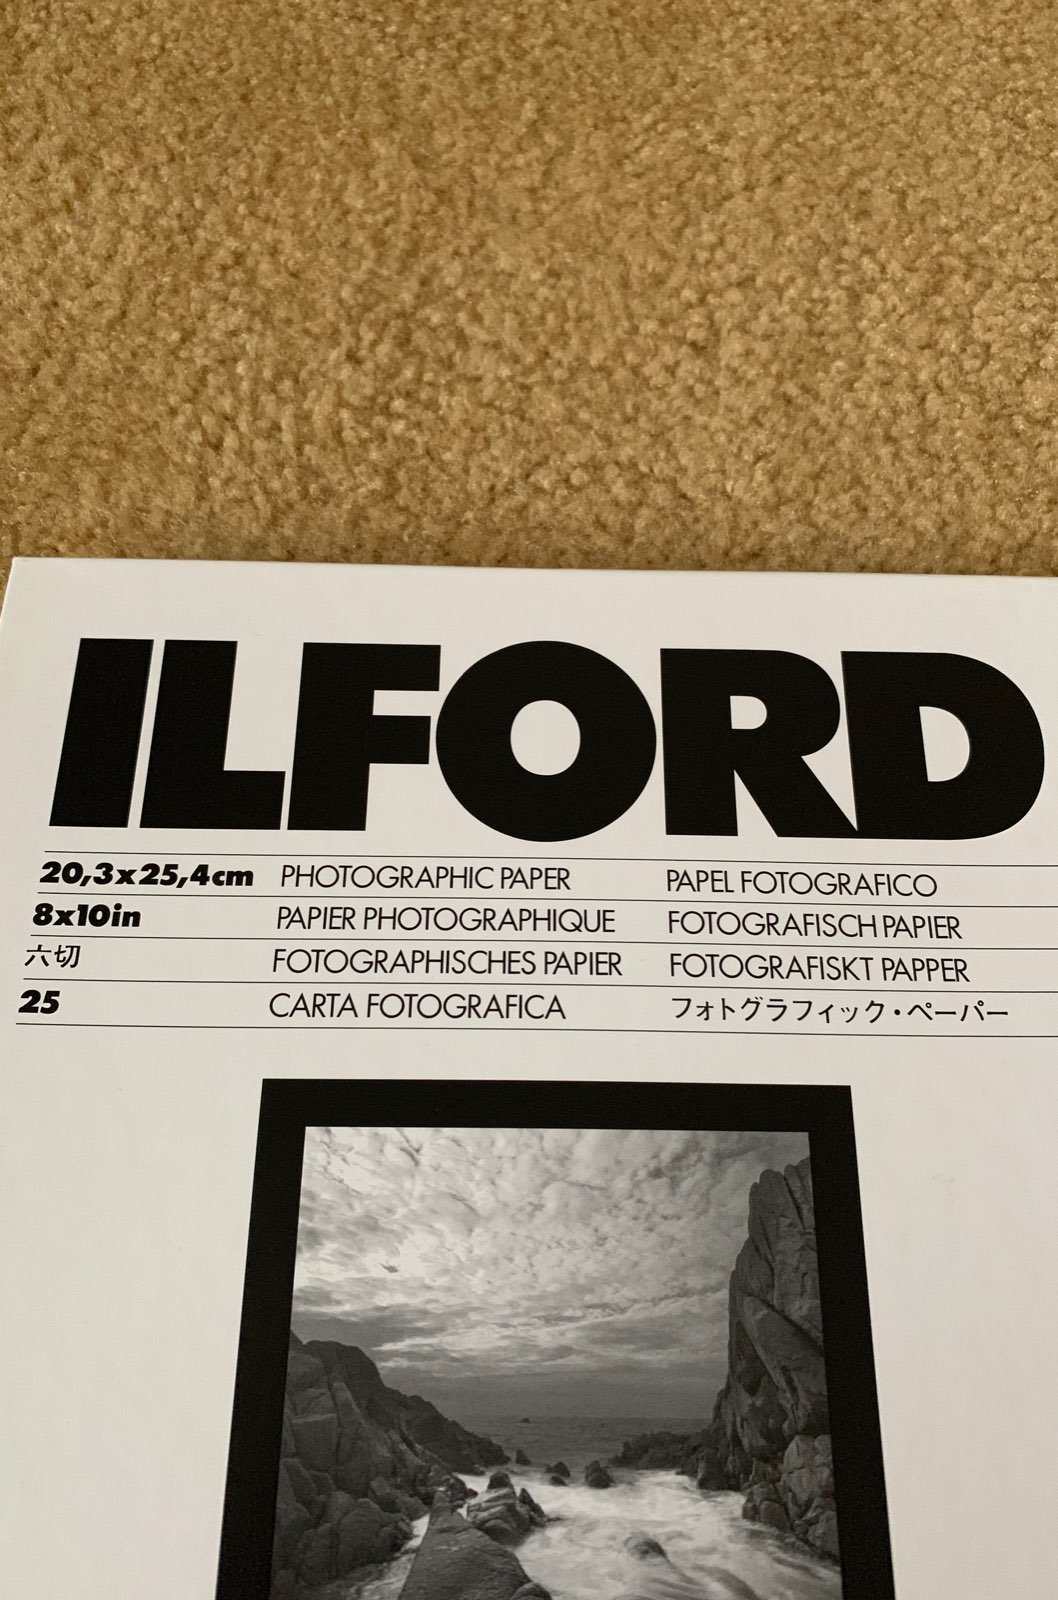 ILFORD
20,3x25,4cm PHOTOGRAPHIC PAPER PAPEL FOTOGRAFICO
8x10in PAPIER PHOTOGRAPHIQUE FOTOGRAFISCH PAPIER
六切 FOTOGRAPHISCHES PAPIER FOTOGRAFISKT PAPPER
25 CARTA FOTOGRAFICA フォトグラフィック・ペーパー